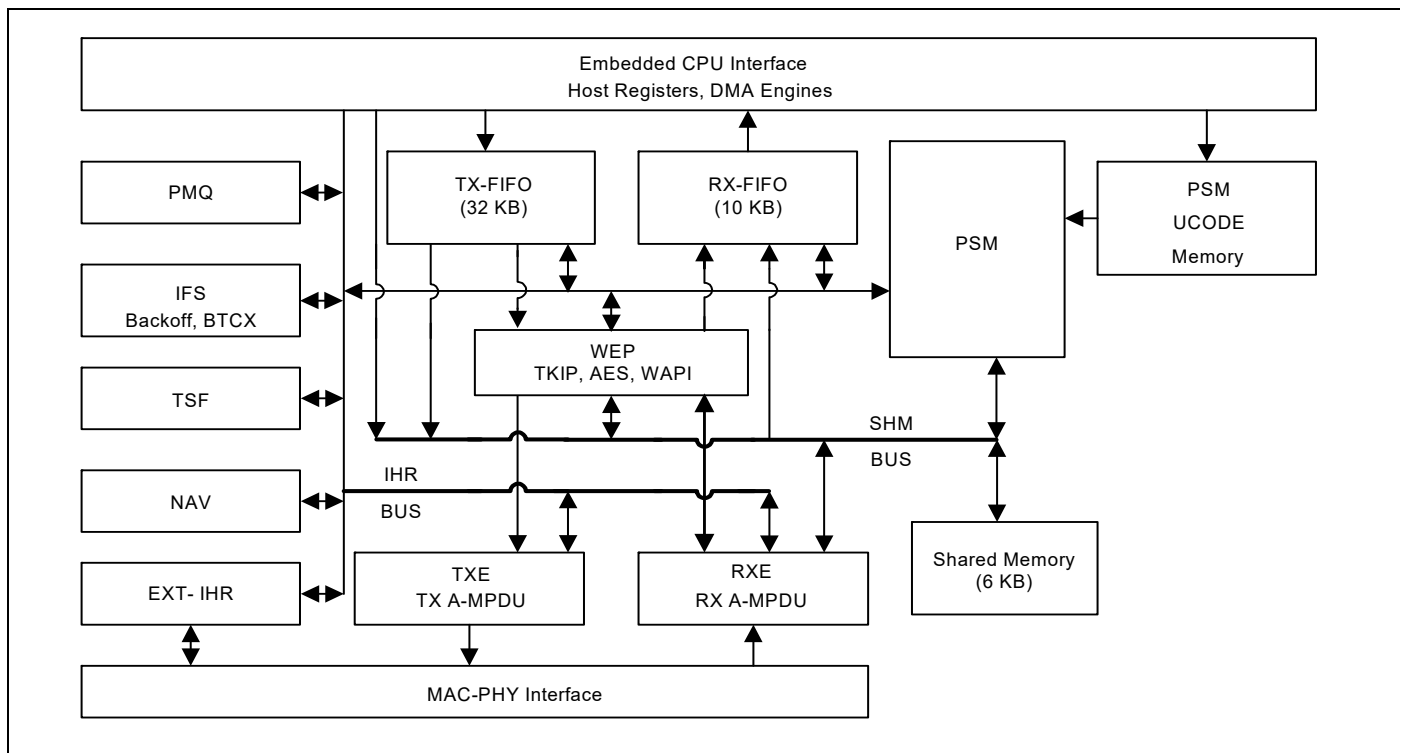 Embedded CPU Interface
Host Registers, DMA Engines
PMQ
TX-FIFO
(32 KB)
RX-FIFO
(10 KB)
PSM
PSM
UCODE
Memory
IFS
Backoff, BTCX
WEP
TKIP, AES, WAPI
TSF
SHM
BUS
IHR
BUS
NAV
Shared Memory
(6 KB)
EXT- IHR
TXE
TX A-MPDU
RXE
RX A-MPDU
MAC-PHY Interface